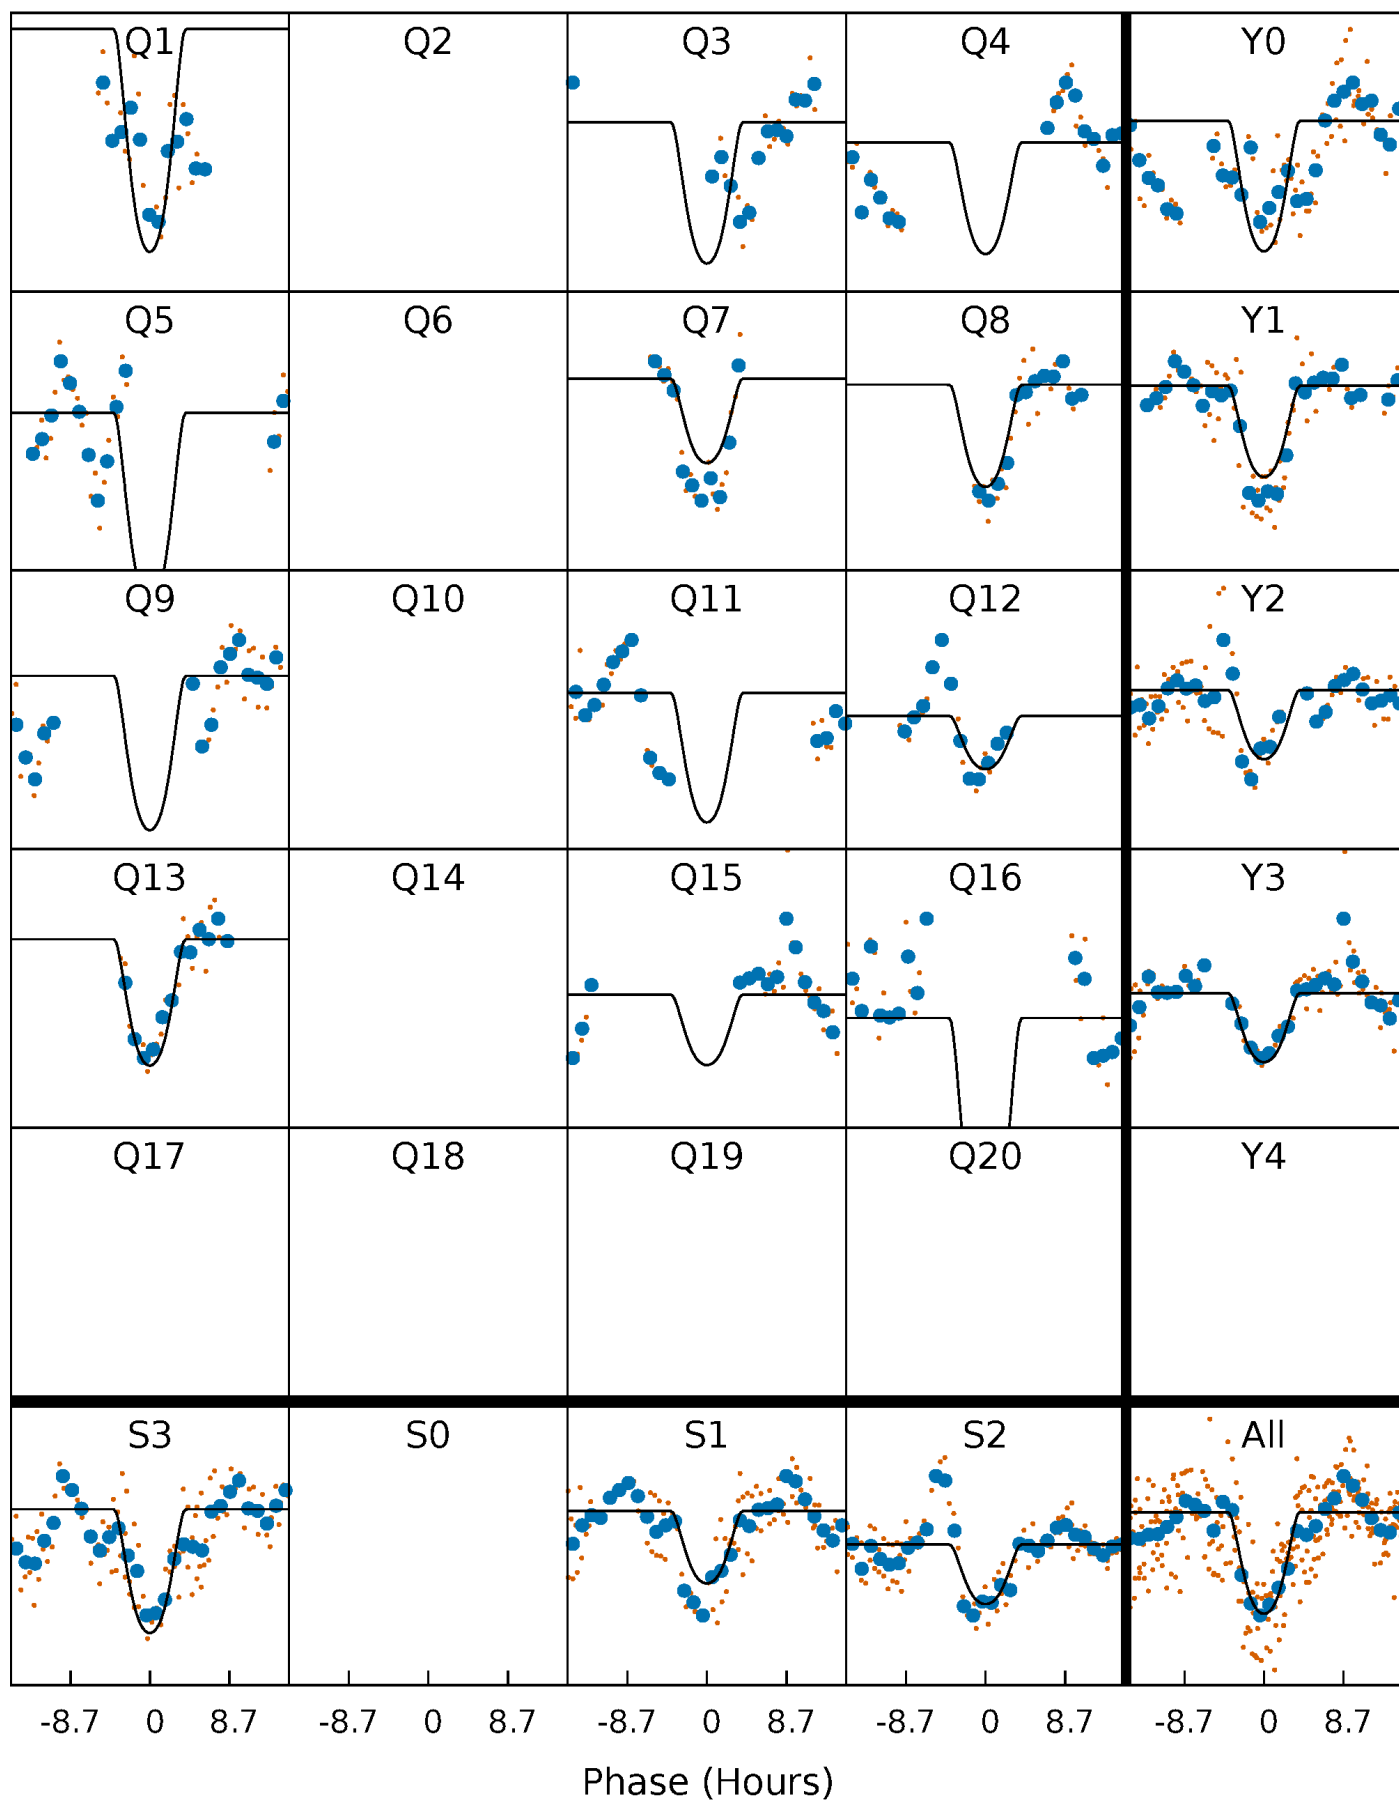 Q1 Q2 Q3 Q4 Y0
Q5 Q6 Q7 Q8 Y1
Q9 Q10 Q11 Q12 Y2
Q13 Q14 Q15 Q16 Y3
Q17 Q18 Q19 Q20 Y4
S3 S0 S1 S2 All
-8.7 0 8.7 -8.7 0 8.7 -8.7 0 8.7 -8.7 0 8.7 -8.7 0 8.7
Phase (Hours)